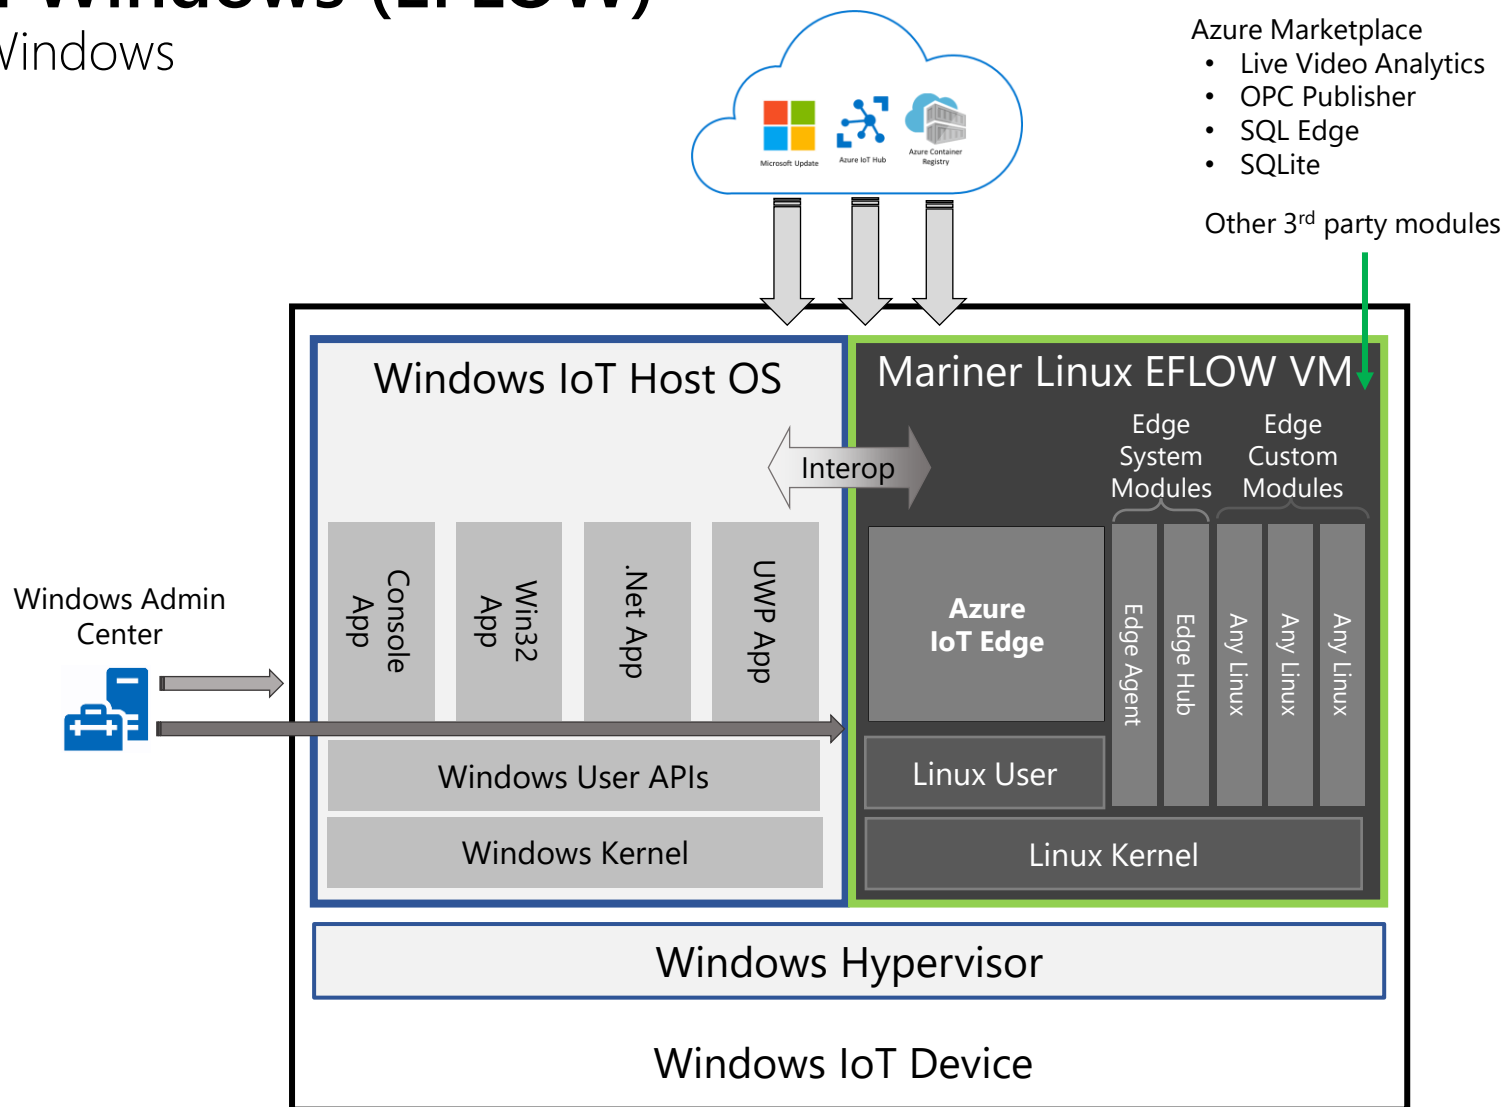 Windows (EFLOW)
Windows
Azure Marketplace
• Live Video Analytics
• OPC Publisher
• SQL Edge
• SQLite
Other 3rd party modules
Microsoft Update
Azure IoT Hub
Azure Container
Registry
Windows IoT Host OS
Mariner Linux EFLOW VM
Interop
Edge
System
Modules
Edge
Custom
Modules
Console
App
Win32
App
.Net App
UWP App
Azure
IoT Edge
Edge Agent
Edge Hub
Any Linux
Any Linux
Any Linux
Windows Admin
Center
Windows User APIs
Linux User
Windows Kernel
Linux Kernel
Windows Hypervisor
Windows IoT Device